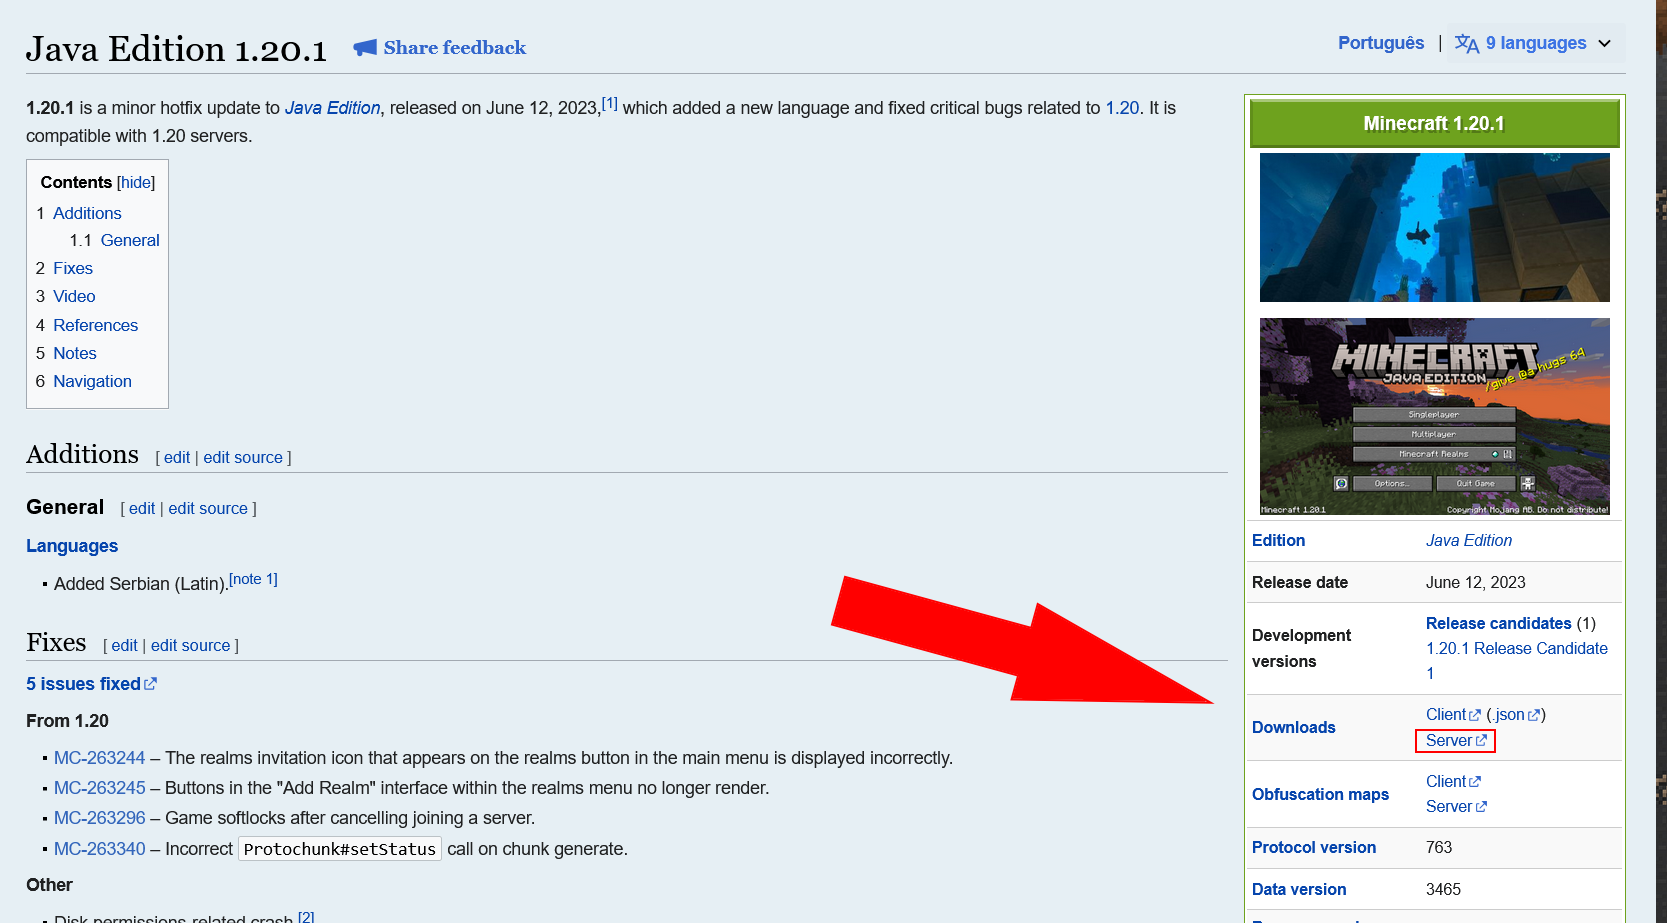 Java Edition 1.20.1
Share feedback
Português | 9 languages
1.20.1 is a minor hotfix update to Java Edition, released on June 12, 2023,[1] which added a new language and fixed critical bugs related to 1.20. It is
compatible with 1.20 servers.
Contents [hide]
1 Additions
1.1 General
2 Fixes
3 Video
4 References
5 Notes
6 Navigation
Additions [ edit | edit source ]
General [ edit | edit source ]
Languages
▪ Added Serbian (Latin).[note 1]
Fixes [ edit | edit source ]
5 issues fixed
From 1.20
▪ MC-263244 – The realms invitation icon that appears on the realms button in the main menu is displayed incorrectly.
▪ MC-263245 – Buttons in the "Add Realm" interface within the realms menu no longer render.
▪ MC-263296 – Game softlocks after cancelling joining a server.
▪ MC-263340 – Incorrect Protochunk#setStatus call on chunk generate.
Other
▪ Disk permissions-related crash.[2]
Minecraft 1.20.1
MINECRAFT
JAVA EDITION
/give @a hugs 64
Singleplayer
Multiplayer
Minecraft Realms
Options...
Quit Game
Minecraft 1.20.1
Copyright Mojang AB. Do not distribute!
Edition
Java Edition
Release date
June 12, 2023
Development
versions
Release candidates (1)
1.20.1 Release Candidate
1
Downloads
Client (.json)
Server
Obfuscation maps
Client
Server
Protocol version
763
Data version
3465